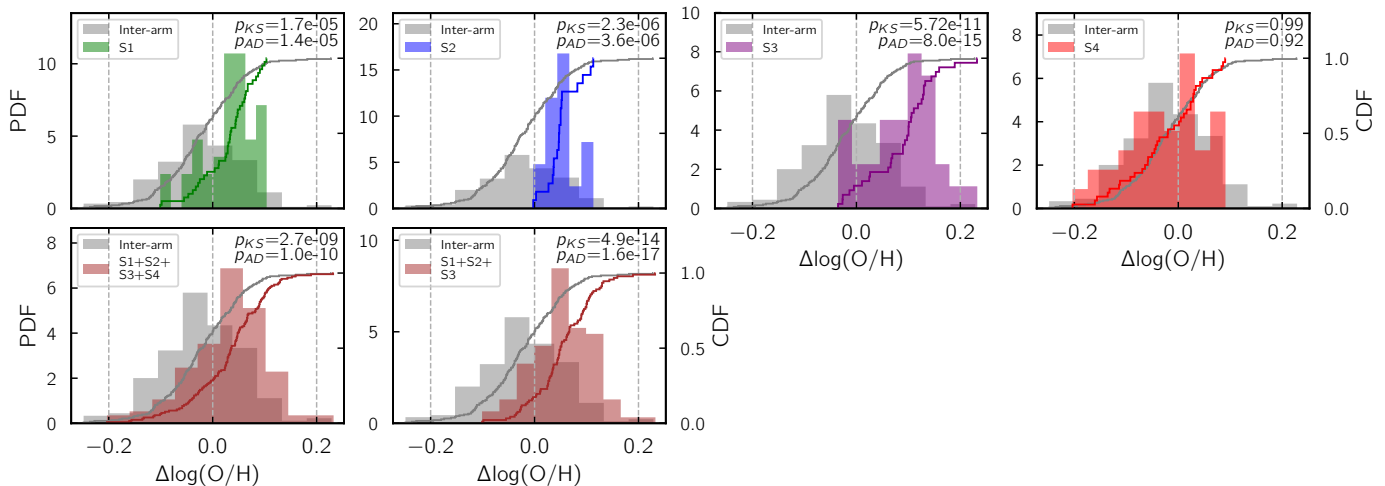 Inter-arm
S1
p_KS=1.7e-05
p_AD=1.4e-05
PDF
10
5
0
Inter-arm
S2
p_KS=2.3e-06
p_AD=3.6e-06
20
15
10
5
0
Inter-arm
S3
p_KS=5.72e-11
p_AD=8.0e-15
10
8
6
4
2
0
−0.2
0.0
0.2
Inter-arm
S4
p_KS=0.99
p_AD=0.92
8
6
4
2
0
1.0
0.5
0.0
CDF
−0.2
0.0
0.2
Δlog(O/H)
Δlog(O/H)
Inter-arm
S1+S2+
S3+S4
p_KS=2.7e-09
p_AD=1.0e-10
PDF
8
6
4
2
0
−0.2
0.0
0.2
Δlog(O/H)
Inter-arm
S1+S2+
S3
p_KS=4.9e-14
p_AD=1.6e-17
10
5
0
1.0
0.5
0.0
CDF
−0.2
0.0
0.2
Δlog(O/H)